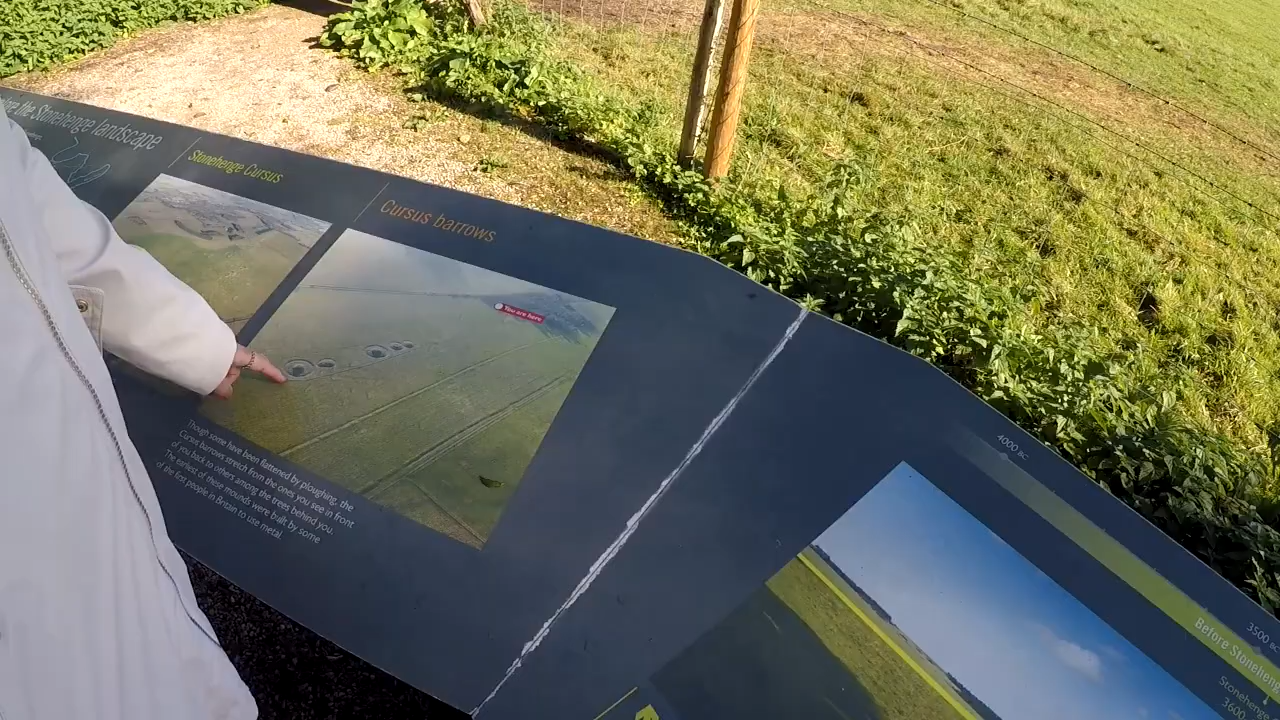 the Stonehenge landscape
Stonehenge Cursus
Cursus barrows
You are here
Though some have been flattened by ploughing, the
Cursus barrows stretch from the ones you see in front
of you back to others among the trees behind you.
The earliest of these mounds were built by some
of the first people in Britain to use metal.
4000 BC
3500 BC
Before Stoneheng
Stonehenge
3600